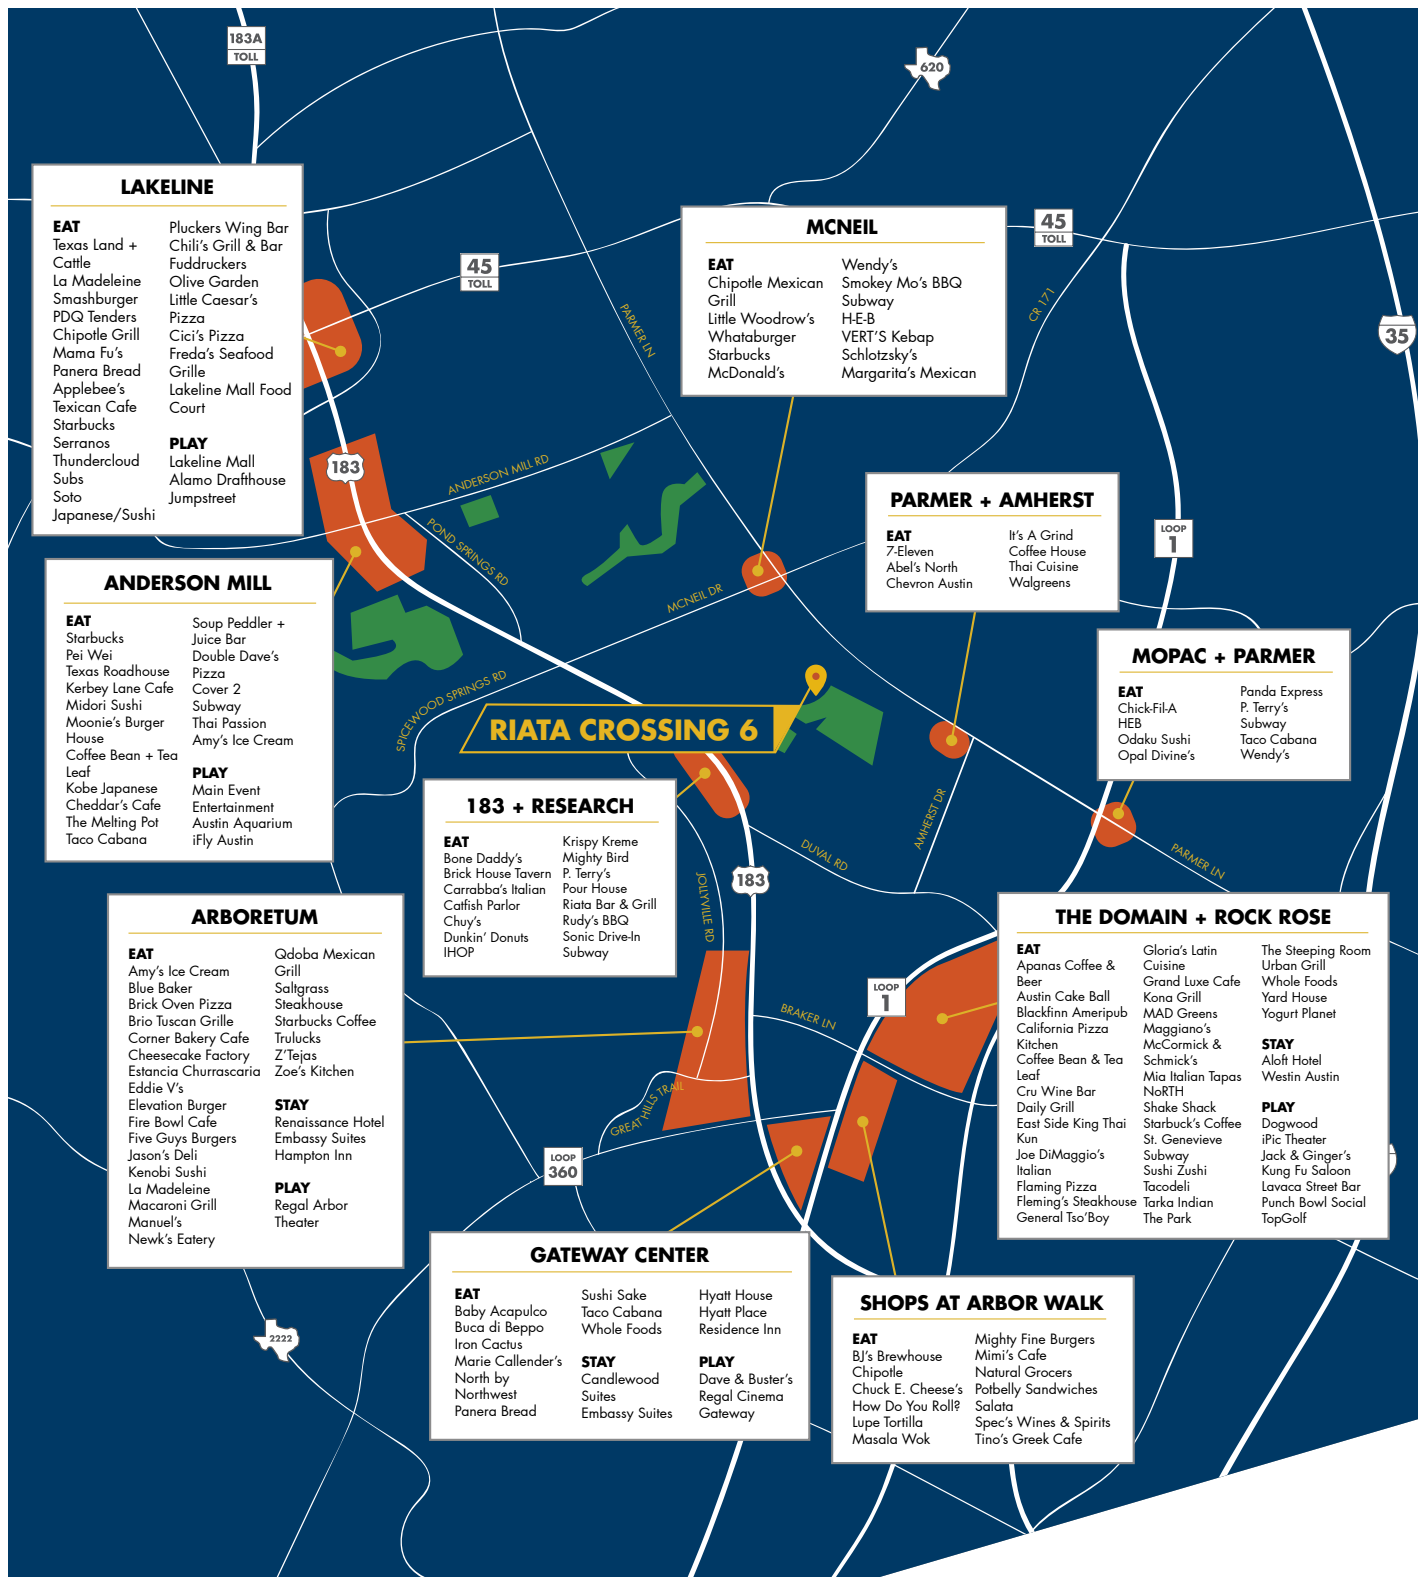 183A
TOLL
620
LAKELINE
EAT
Texas Land +
Cattle
La Madeleine
Smashburger
PDQ Tenders
Chipotle Grill
Mama Fu's
Panera Bread
Applebee's
Texican Cafe
Starbucks
Serranos
Thundercloud
Subs
Soto
Japanese/Sushi
Pluckers Wing Bar
Chili's Grill & Bar
Fuddruckers
Olive Garden
Little Caesar's
Pizza
Cici's Pizza
Freda's Seafood
Grille
Lakeline Mall Food
Court
PLAY
Lakeline Mall
Alamo Drafthouse
Jumpstreet
45
TOLL
PARMER LN
MCNEIL
EAT
Chipotle Mexican
Grill
Little Woodrow's
Whataburger
Starbucks
McDonald's
Wendy's
Smokey Mo's BBQ
Subway
H-E-B
VERT'S Kebap
Schlotzsky's
Margarita's Mexican
45
TOLL
CR 171
35
183
ANDERSON MILL RD
POND SPRINGS RD
MCNEIL DR
SPICEWOOD SPRINGS RD
PARMER + AMHERST
EAT
7-Eleven
Abel's North
Chevron Austin
It's A Grind
Coffee House
Thai Cuisine
Walgreens
LOOP
1
ANDERSON MILL
EAT
Starbucks
Pei Wei
Texas Roadhouse
Kerbey Lane Cafe
Midori Sushi
Moonie's Burger
House
Coffee Bean + Tea
Leaf
Kobe Japanese
Cheddar's Cafe
The Melting Pot
Taco Cabana
Soup Peddler +
Juice Bar
Double Dave's
Pizza
Cover 2
Subway
Thai Passion
Amy's Ice Cream
PLAY
Main Event
Entertainment
Austin Aquarium
iFly Austin
MOPAC + PARMER
EAT
Chick-Fil-A
HEB
Odaku Sushi
Opal Divine's
Panda Express
P. Terry's
Subway
Taco Cabana
Wendy's
RIATA CROSSING 6
183 + RESEARCH
EAT
Bone Daddy's
Brick House Tavern
Carrabba's Italian
Catfish Parlor
Chuy's
Dunkin' Donuts
IHOP
Krispy Kreme
Mighty Bird
P. Terry's
Pour House
Riata Bar & Grill
Rudy's BBQ
Sonic Drive-In
Subway
JOLLYVILLE RD
183
DUVAL RD
AMHERST DR
PARMER LN
ARBORETUM
EAT
Amy's Ice Cream
Blue Baker
Brick Oven Pizza
Brio Tuscan Grille
Corner Bakery Cafe
Cheesecake Factory
Estancia Churrascaria
Eddie V's
Elevation Burger
Fire Bowl Cafe
Five Guys Burgers
Jason's Deli
Kenobi Sushi
La Madeleine
Macaroni Grill
Manuel's
Newk's Eatery
Qdoba Mexican
Grill
Saltgrass
Steakhouse
Starbucks Coffee
Trulucks
Z'Tejas
Zoe's Kitchen
STAY
Renaissance Hotel
Embassy Suites
Hampton Inn
PLAY
Regal Arbor
Theater
LOOP
1
BRAKER LN
GREAT HILLS TRAIL
LOOP
360
THE DOMAIN + ROCK ROSE
EAT
Apanas Coffee &
Beer
Austin Cake Ball
Blackfinn Ameripub
California Pizza
Kitchen
Coffee Bean & Tea
Leaf
Cru Wine Bar
Daily Grill
East Side King Thai
Kun
Joe DiMaggio's
Italian
Flaming Pizza
Fleming's Steakhouse
General Tso'Boy
Gloria's Latin
Cuisine
Grand Luxe Cafe
Kona Grill
MAD Greens
Maggiano's
McCormick &
Schmick's
Mia Italian Tapas
NoRTH
Shake Shack
Starbuck's Coffee
St. Genevieve
Subway
Sushi Zushi
Tacodeli
Tarka Indian
The Park
The Steeping Room
Urban Grill
Whole Foods
Yard House
Yogurt Planet
STAY
Aloft Hotel
Westin Austin
PLAY
Dogwood
iPic Theater
Jack & Ginger's
Kung Fu Saloon
Lavaca Street Bar
Punch Bowl Social
TopGolf
2222
GATEWAY CENTER
EAT
Baby Acapulco
Buca di Beppo
Iron Cactus
Marie Callender's
North by
Northwest
Panera Bread
Sushi Sake
Taco Cabana
Whole Foods
STAY
Candlewood
Suites
Embassy Suites
Hyatt House
Hyatt Place
Residence Inn
PLAY
Dave & Buster's
Regal Cinema
Gateway
SHOPS AT ARBOR WALK
EAT
BJ's Brewhouse
Chipotle
Chuck E. Cheese's
How Do You Roll?
Lupe Tortilla
Masala Wok
Mighty Fine Burgers
Mimi's Cafe
Natural Grocers
Potbelly Sandwiches
Salata
Spec's Wines & Spirits
Tino's Greek Cafe